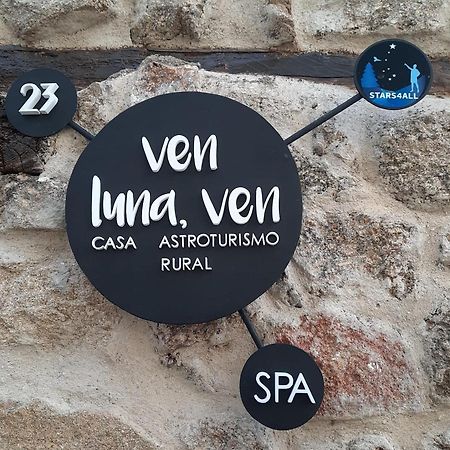 23
STARS4ALL
ven
luna, ven
CASA ASTROTURISMO
RURAL
SPA